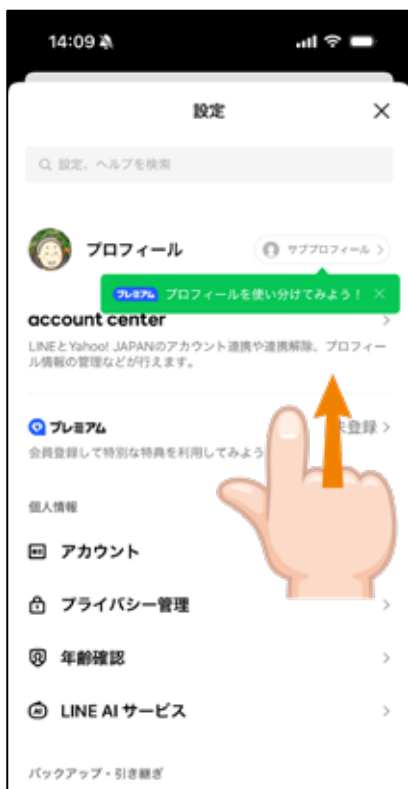 14:09
設定
設定、ヘルプを検索
プロフィール
サブプロフィール
プレミアム プロフィールを使い分けてみよう!
account center
LINEとYahoo! JAPANのアカウント連携や連携解除、プロフィー
ル情報の管理などが行えます。
プレミアム
登録
会員登録して特別な特典を利用してみよう
個人情報
アカウント
プライバシー管理
年齢確認
LINE AI サービス
バックアップ・引き継ぎ